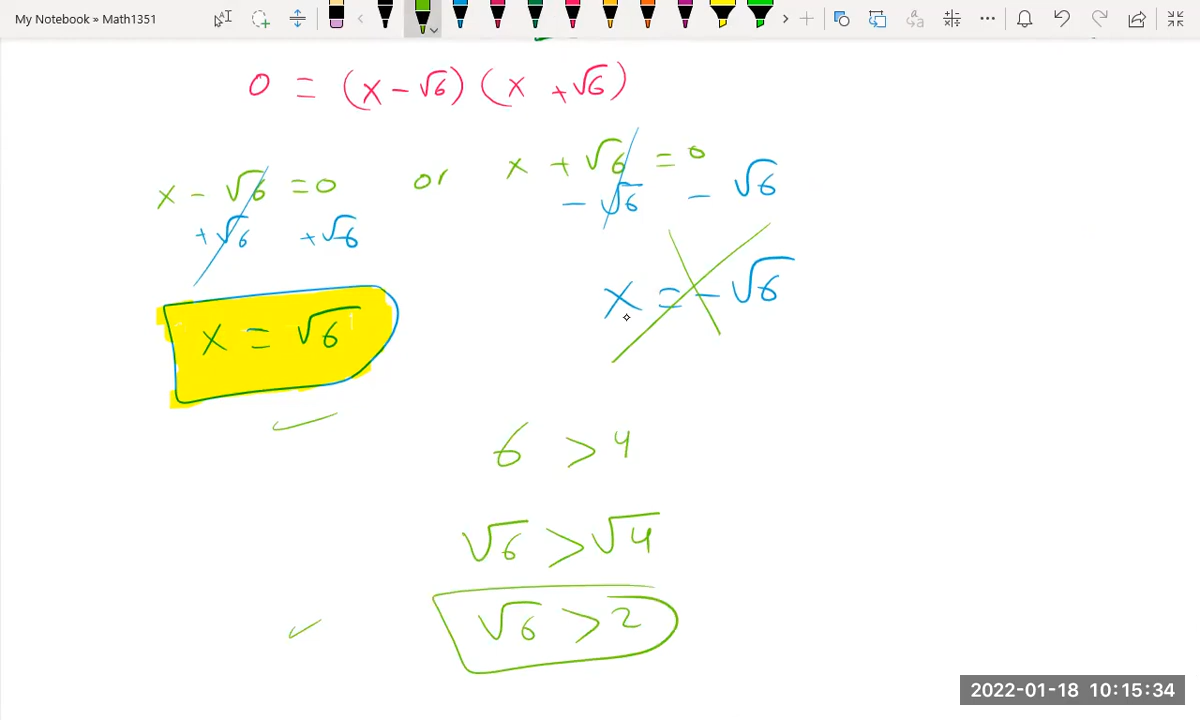 My Notebook » Math1351
0 = (x - √6) (x + √6)
x - √6 = 0 or x + √6 = 0
+√6 +√6 - √6 - √6
x = √6 x = - √6
6 > 4
√6 > √4
√6 > 2
2022-01-18 10:15:34